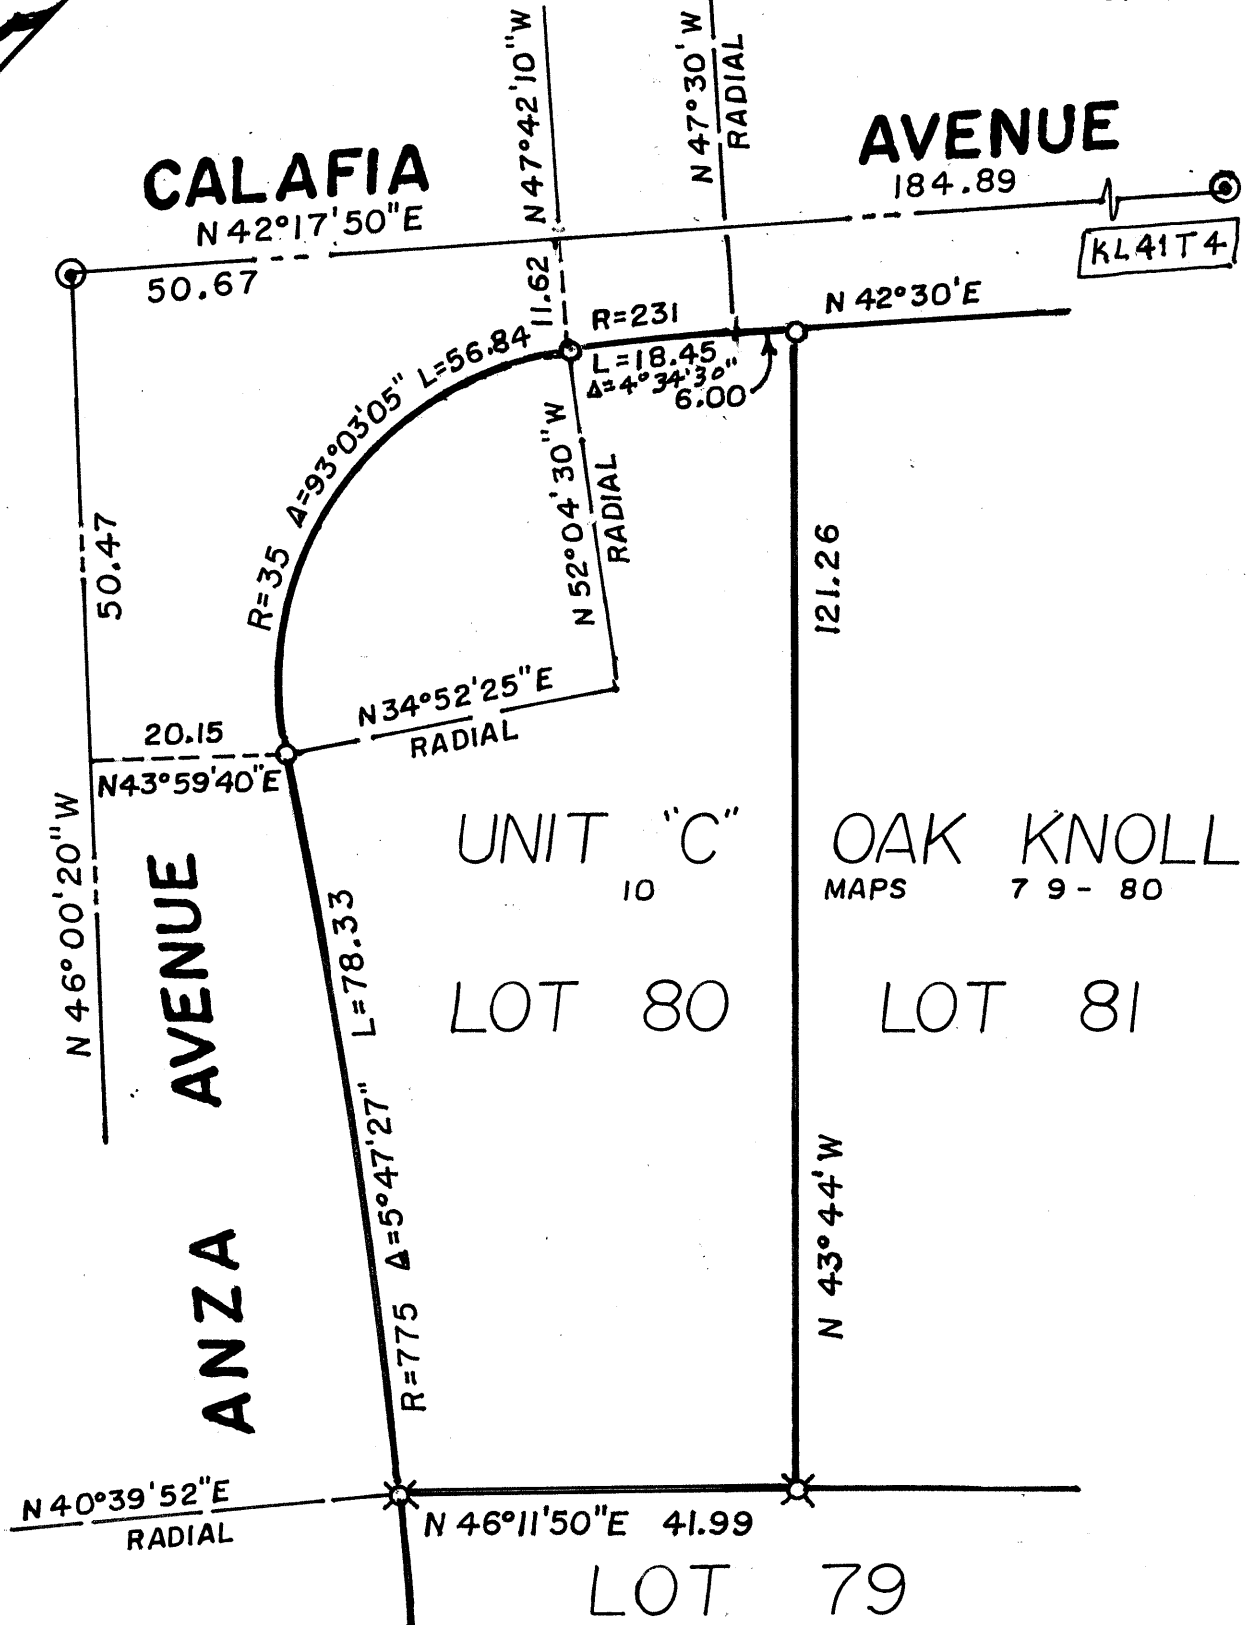 N 47°42'10"W
N 47°30'W
RADIAL
CALAFIA AVENUE
N 42°17'50"E
184.89
50.67
KL41T4
11.62
R=231
N 42°30'E
L=18.45
Δ=4°34'30"
6.00
R=35 Δ=93°03'05" L=56.84
N 52°04'30"W
RADIAL
50.47
121.26
N 34°52'25"E
RADIAL
20.15
N43°59'40"E
N 46°00'20"W
ANZA AVENUE
UNIT "C" OAK KNOLL
10 MAPS 79-80
R=775 Δ=5°47'27" L=78.33
LOT 80
LOT 81
N 43°44'W
N 40°39'52"E
RADIAL
N 46°11'50"E 41.99
LOT 79